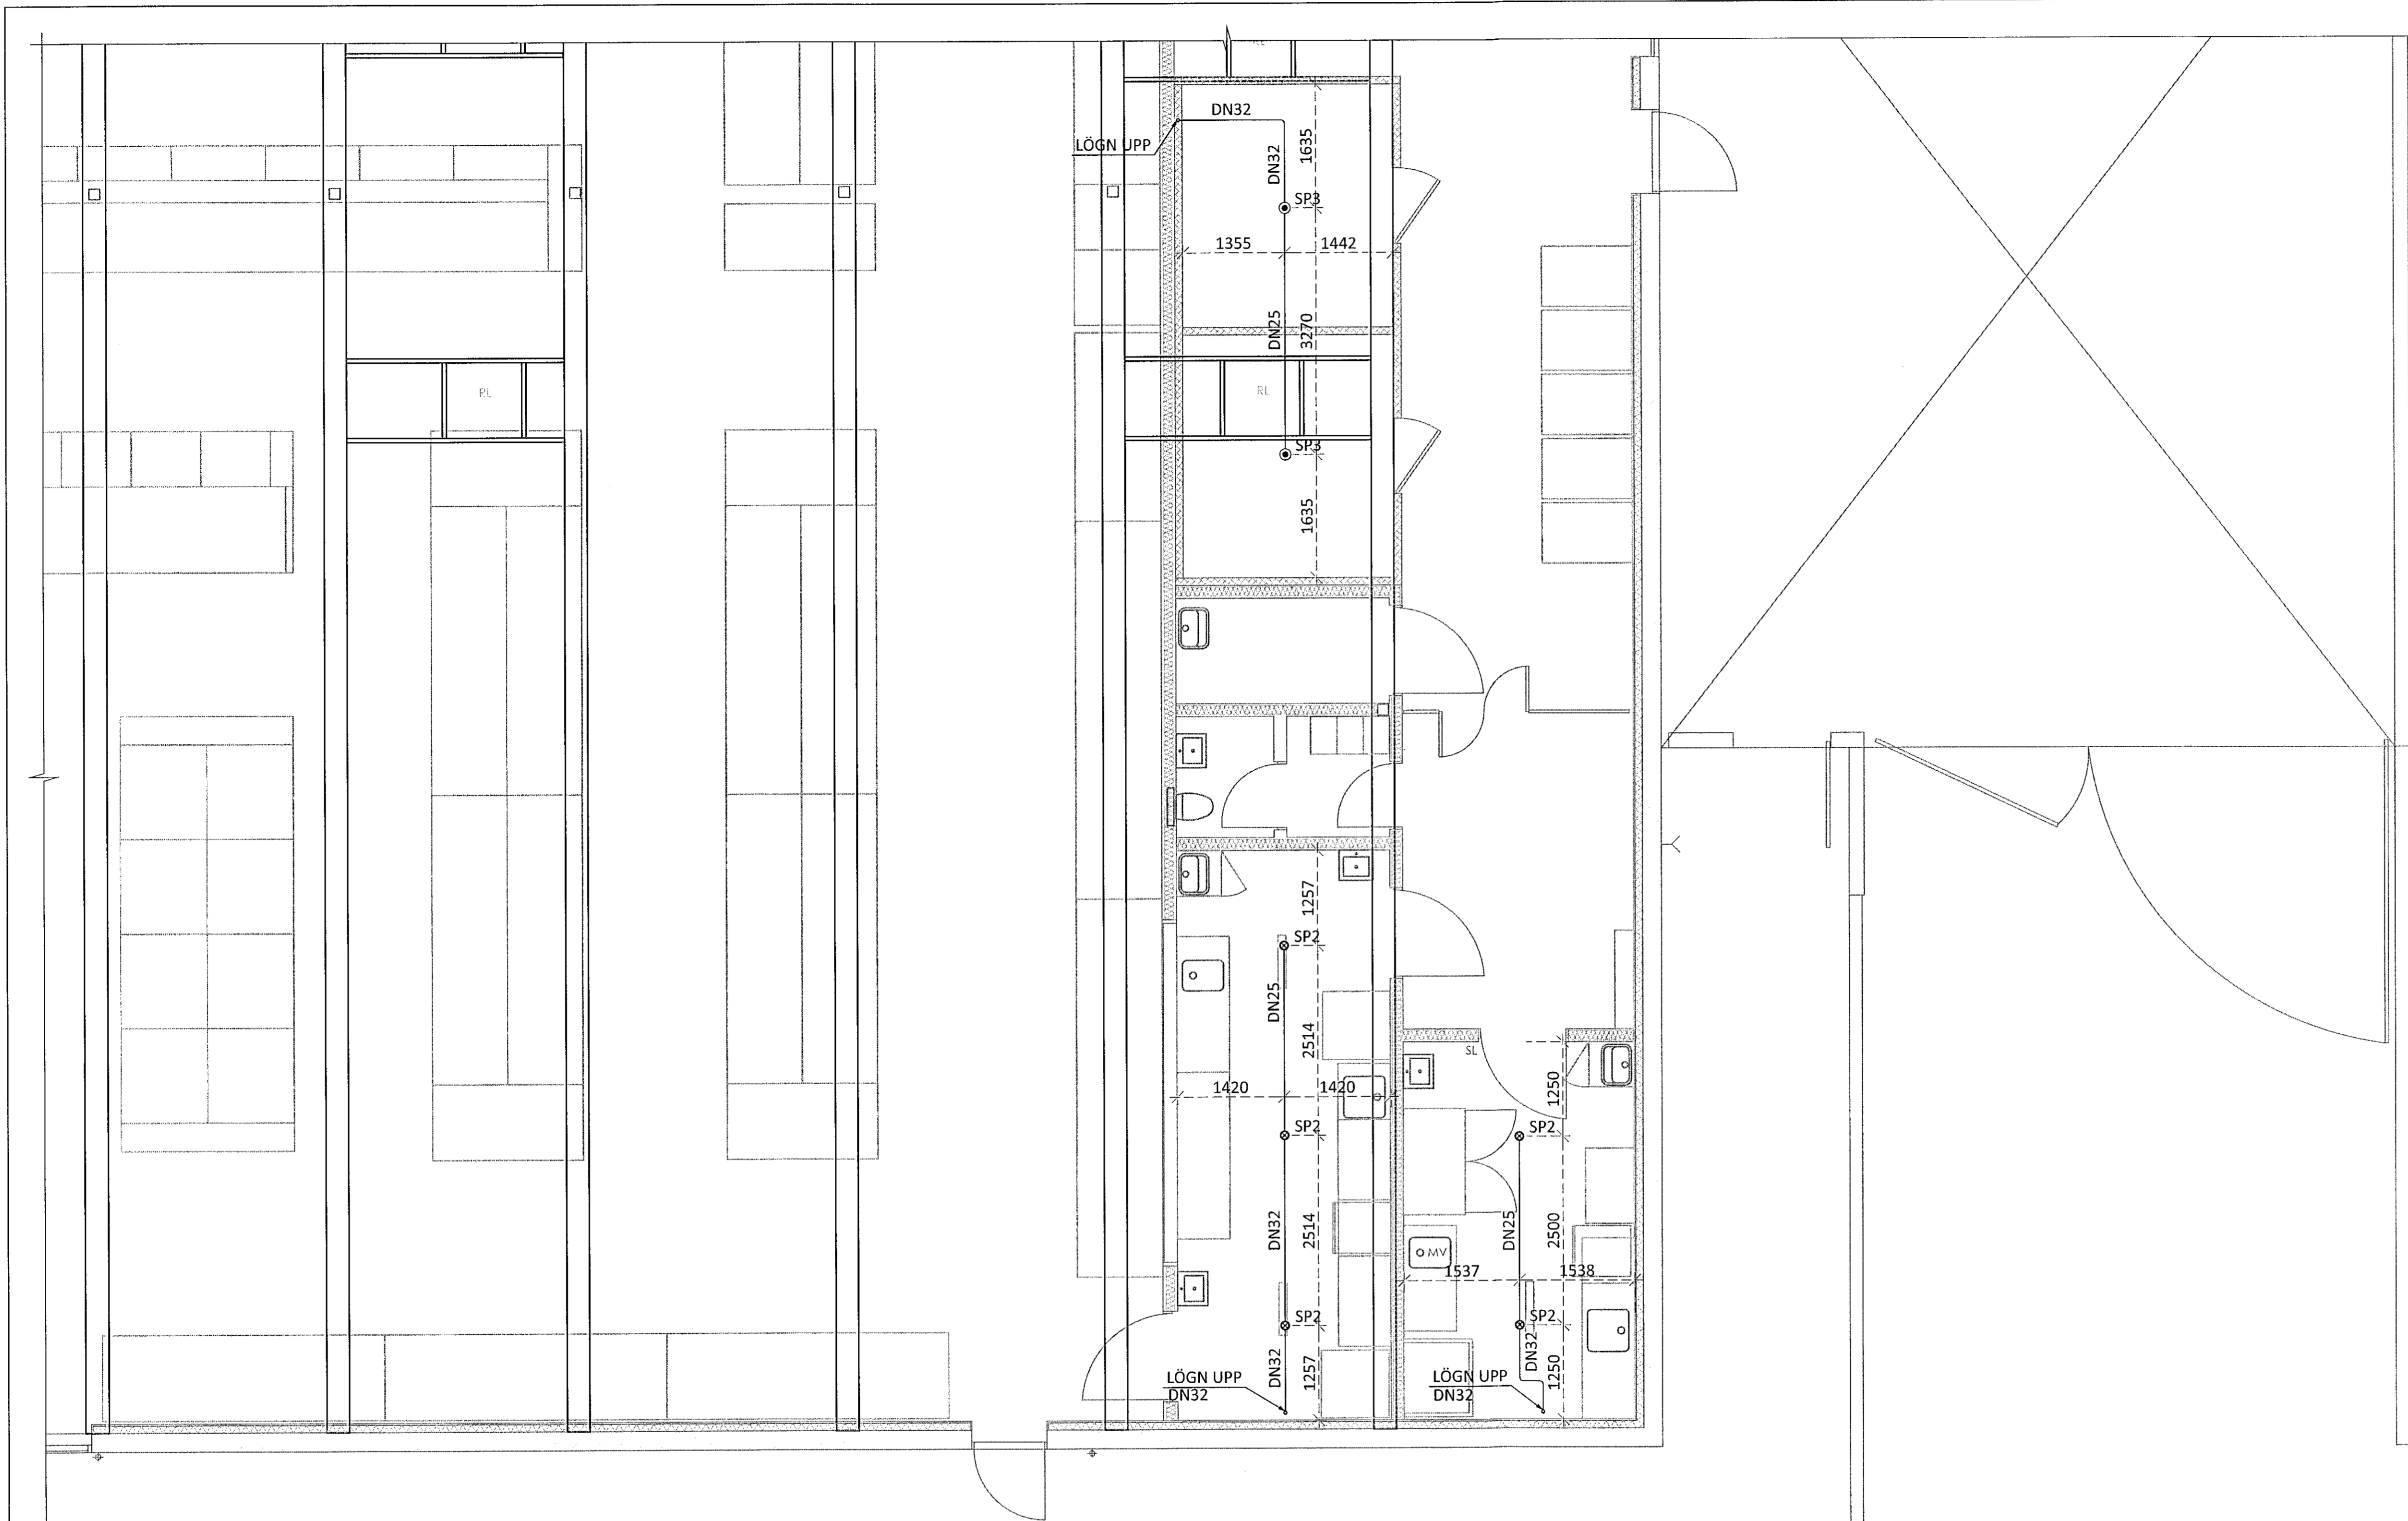 RL
DN32
LÖGN UPP
1635
DN32
SP3
1355
1442
DN25
3270
RL
RL
SP3
1635
1257
SP2
DN25
2514
SL
1420
1420
1250
SP2
SP2
DN32
2514
DN25
2500
MV
1537
1538
SP2
SP2
DN32
1257
DN32
1250
LÖGN UPP
DN32
LÖGN UPP
DN32